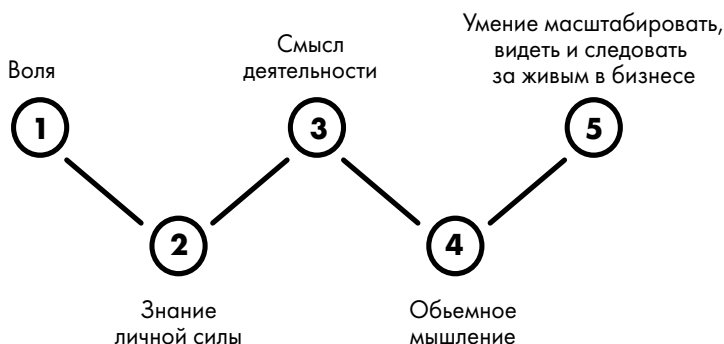 Воля
1
Знание
личной силы
2
Смысл
деятельности
3
Обьемное
мышление
4
Умение масштабировать,
видеть и следовать
за живым в бизнесе
5